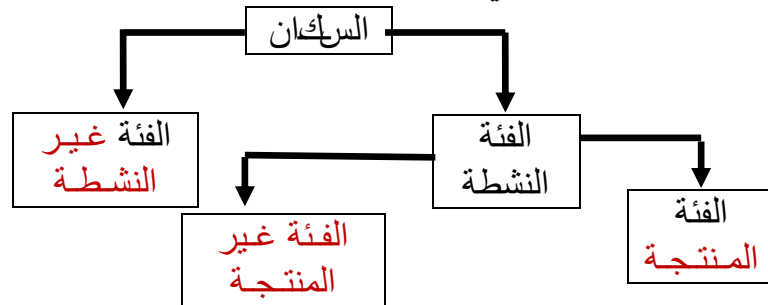 السكان
الفئة
النشطة
الفئة غير
النشطة
الفئة
المنتجة
الفئة غير
المنتجة